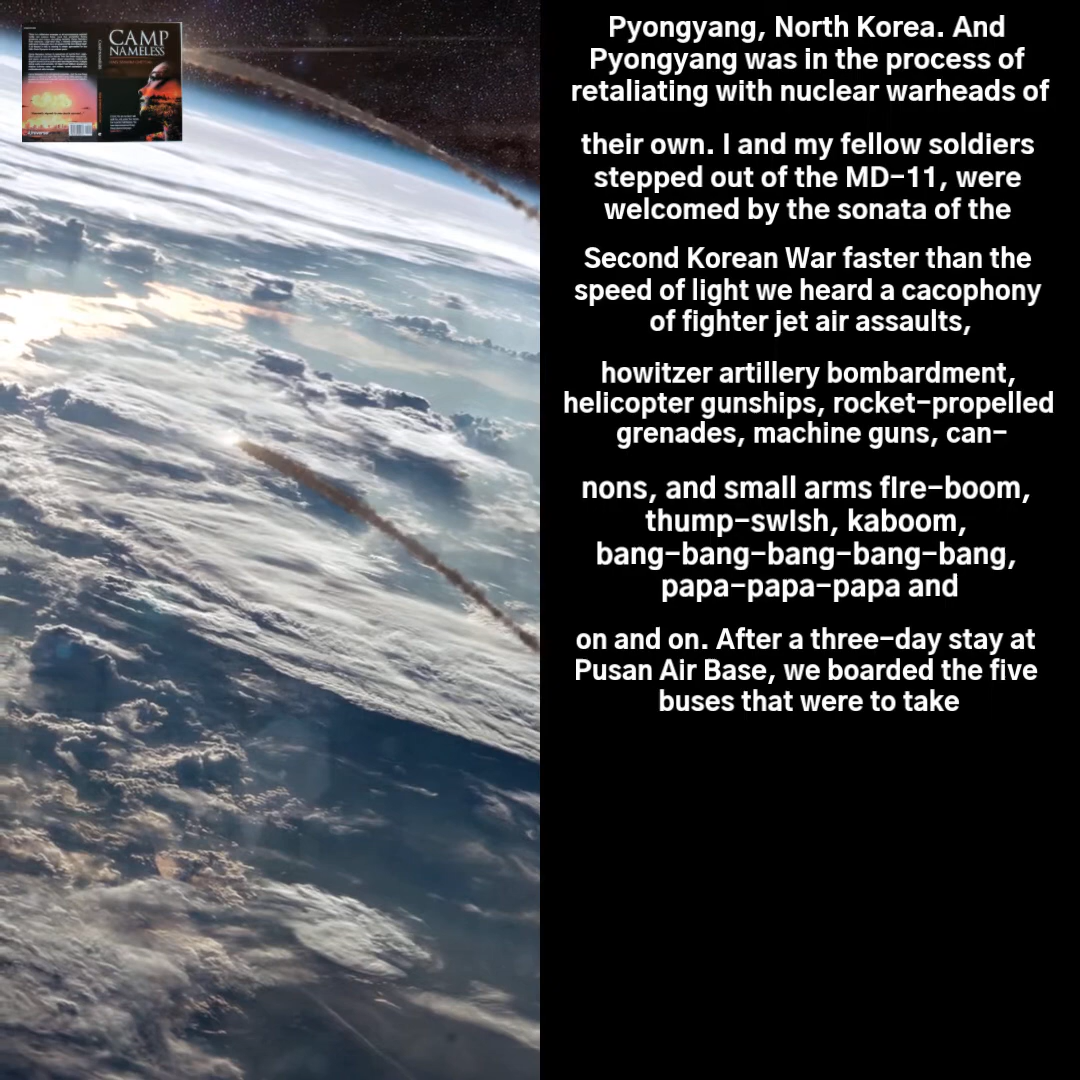 CAMP
NAMELESS
Pyongyang, North Korea. And
Pyongyang was in the process of
retaliating with nuclear warheads of
their own. I and my fellow soldiers
stepped out of the MD-11, were
welcomed by the sonata of the
Second Korean War faster than the
speed of light we heard a cacophony
of fighter jet air assaults,
howitzer artillery bombardment,
helicopter gunships, rocket-propelled
grenades, machine guns, can-
nons, and small arms fIre-boom,
thump-swIsh, kaboom,
bang-bang-bang-bang-bang,
papa-papa-papa and
on and on. After a three-day stay at
Pusan Air Base, we boarded the five
buses that were to take